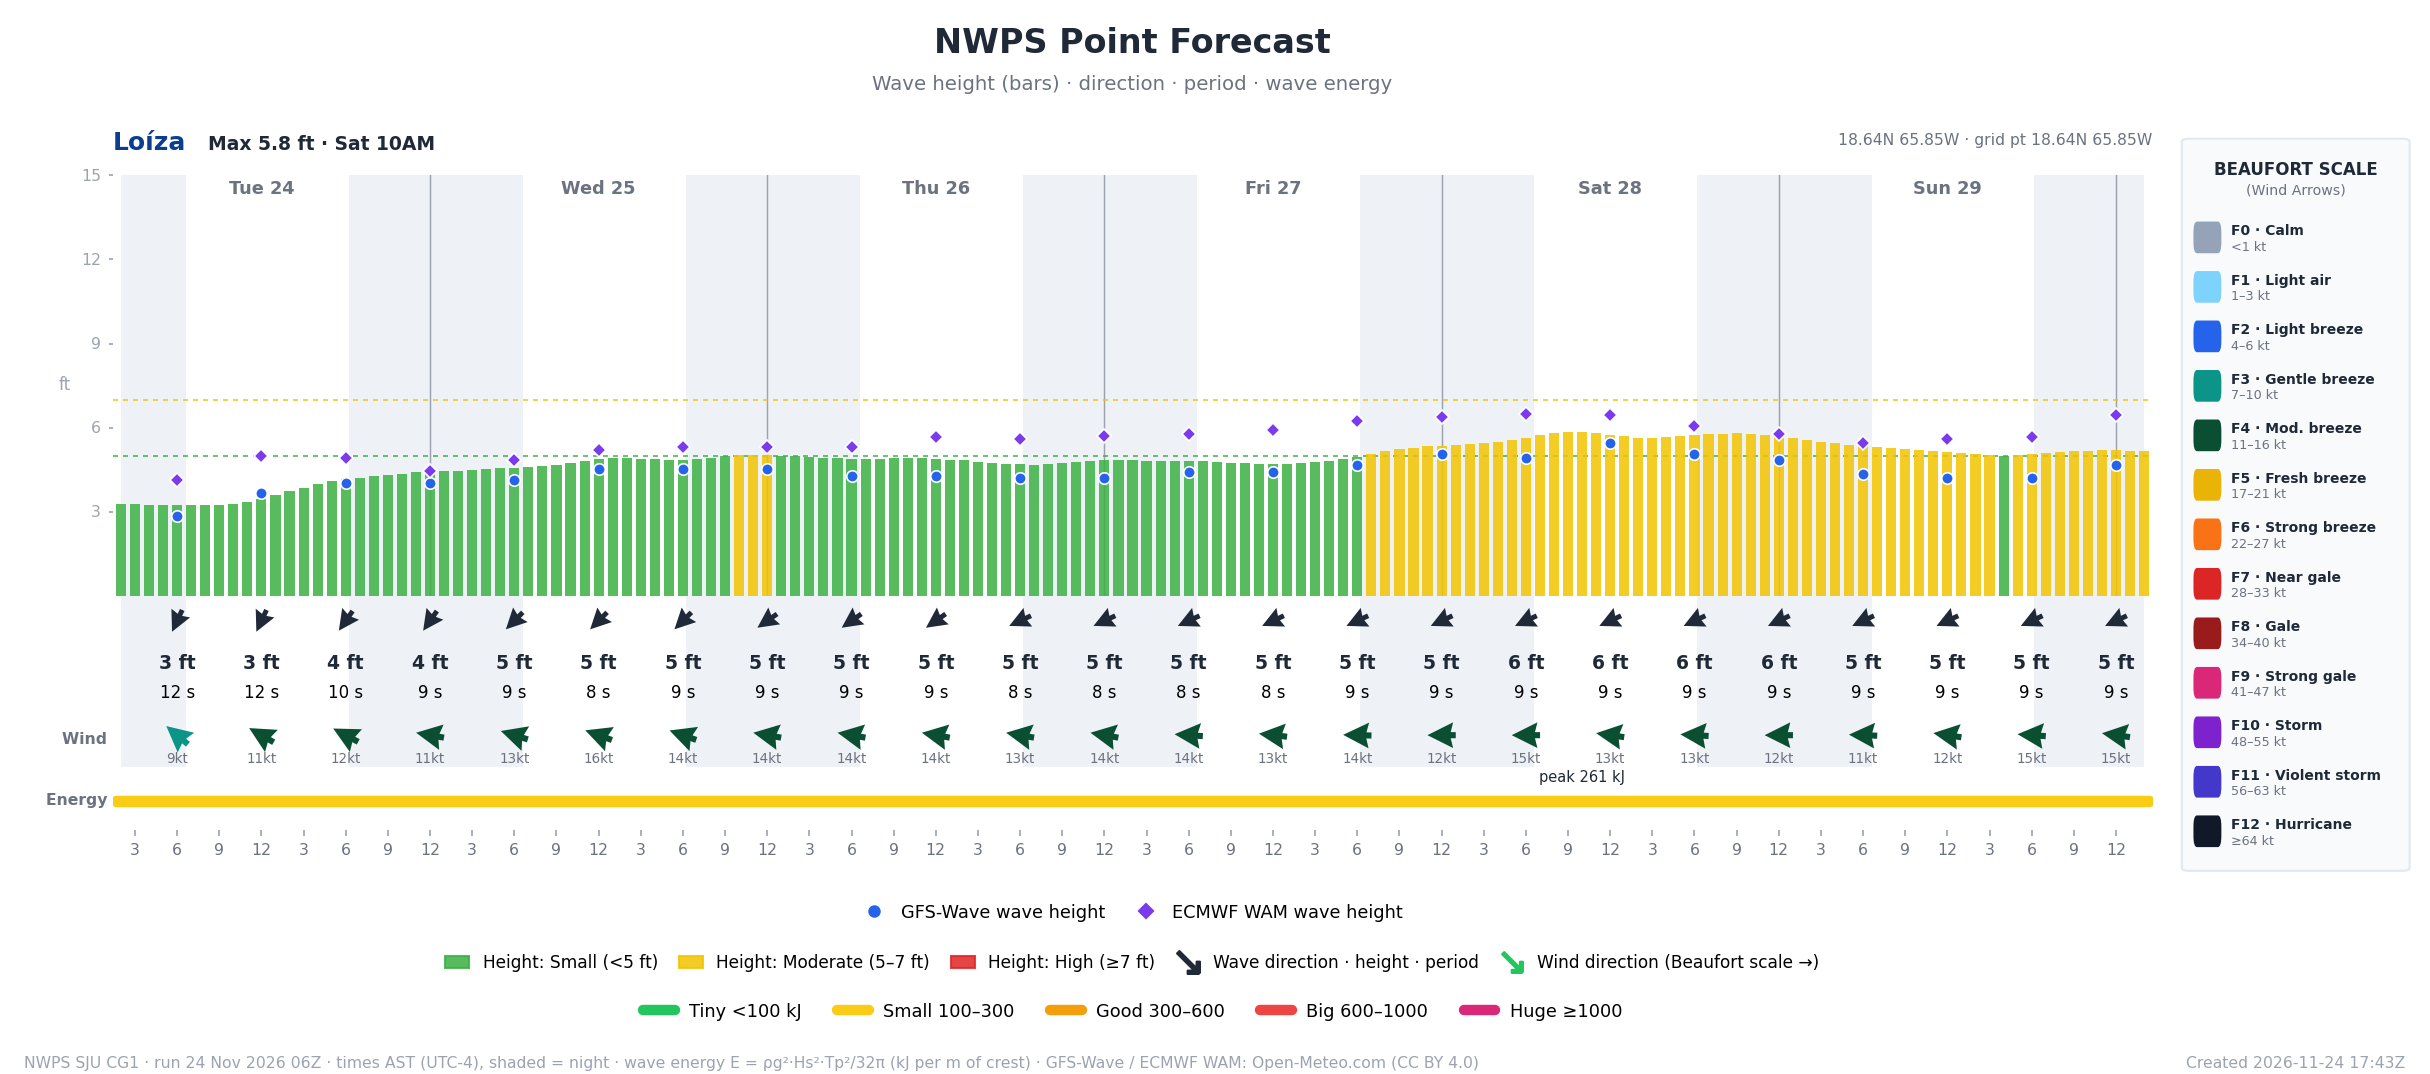 NWPS Point Forecast
Wave height (bars) · direction · period · wave energy
Loíza Max 5.8 ft · Sat 10AM
18.64N 65.85W · grid pt 18.64N 65.85W
Tue 24 Wed 25 Thu 26 Fri 27 Sat 28 Sun 29
15
12
9
ft
6
3
3 ft 3 ft 4 ft 4 ft 5 ft 5 ft 5 ft 5 ft 5 ft 5 ft 5 ft 5 ft 5 ft 5 ft 5 ft 5 ft 6 ft 6 ft 6 ft 6 ft 5 ft 5 ft 5 ft 5 ft
12 s 12 s 10 s 9 s 9 s 8 s 9 s 9 s 9 s 9 s 8 s 8 s 8 s 8 s 9 s 9 s 9 s 9 s 9 s 9 s 9 s 9 s 9 s 9 s
Wind
9kt 11kt 12kt 11kt 13kt 16kt 14kt 14kt 14kt 14kt 13kt 14kt 14kt 13kt 14kt 12kt 15kt 13kt 13kt 12kt 11kt 12kt 15kt 15kt
peak 261 kJ
Energy
3 6 9 12 3 6 9 12 3 6 9 12 3 6 9 12 3 6 9 12 3 6 9 12 3 6 9 12 3 6 9 12 3 6 9 12 3 6 9 12 3 6 9 12 3 6 9 12
BEAUFORT SCALE
(Wind Arrows)
F0 · Calm
<1 kt
F1 · Light air
1–3 kt
F2 · Light breeze
4–6 kt
F3 · Gentle breeze
7–10 kt
F4 · Mod. breeze
11–16 kt
F5 · Fresh breeze
17–21 kt
F6 · Strong breeze
22–27 kt
F7 · Near gale
28–33 kt
F8 · Gale
34–40 kt
F9 · Strong gale
41–47 kt
F10 · Storm
48–55 kt
F11 · Violent storm
56–63 kt
F12 · Hurricane
≥64 kt
GFS-Wave wave height ECMWF WAM wave height
Height: Small (<5 ft) Height: Moderate (5–7 ft) Height: High (≥7 ft) Wave direction · height · period Wind direction (Beaufort scale →)
Tiny <100 kJ Small 100–300 Good 300–600 Big 600–1000 Huge ≥1000
NWPS SJU CG1 · run 24 Nov 2026 06Z · times AST (UTC-4), shaded = night · wave energy E = ρg²·Hs²·Tp²/32π (kJ per m of crest) · GFS-Wave / ECMWF WAM: Open-Meteo.com (CC BY 4.0)
Created 2026-11-24 17:43Z